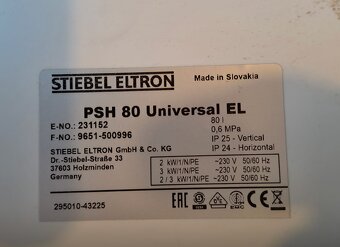 STIEBEL ELTRON
Made in Slovakia
PSH 80 Universal EL
E-NO.: 231152
80 l
F-NO.: 9651-500996
0,6 MPa
IP 25 - Vertical
STIEBEL ELTRON GmbH & Co. KG
IP 24 - Horizontal
Dr.-Stiebel-Straße 33
37603 Holzminden
Germany
2 kW/1/N/PE ~230 V 50/60 Hz
3 kW/1/N/PE ~230 V 50/60 Hz
2 / 3 kW/1/N/PE ~230 V 50/60 Hz
295010-43225
CE
EAC